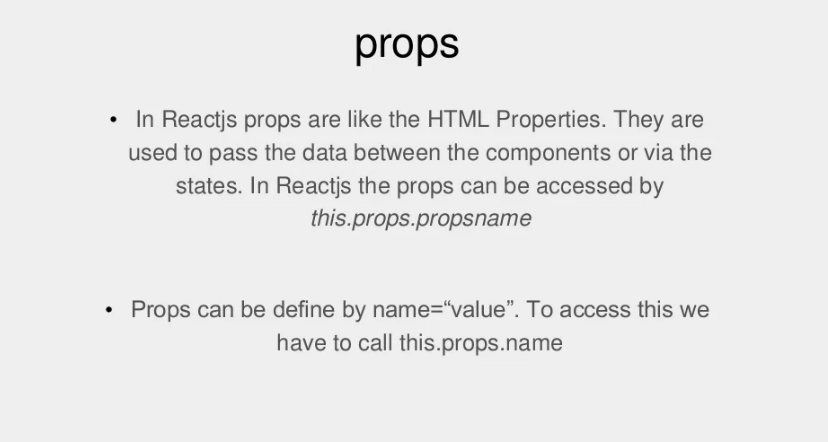 props
• In Reactjs props are like the HTML Properties. They are
used to pass the data between the components or via the
states. In Reactjs the props can be accessed by
this.props.propsname
• Props can be define by name=“value”. To access this we
have to call this.props.name